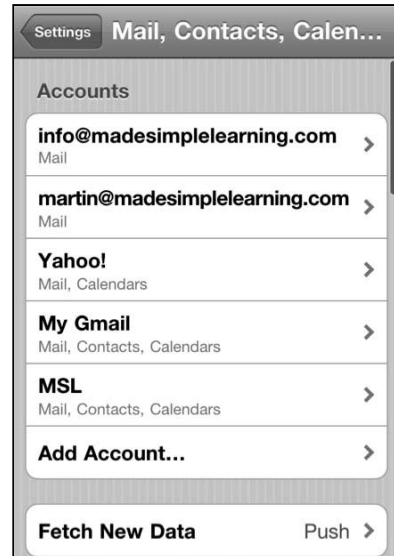 Settings
Mail, Contacts, Calen...
Accounts
info@madesimplelearning.com
Mail
martin@madesimplelearning.com
Mail
Yahoo!
Mail, Calendars
My Gmail
Mail, Contacts, Calendars
MSL
Mail, Contacts, Calendars
Add Account...
Fetch New Data Push